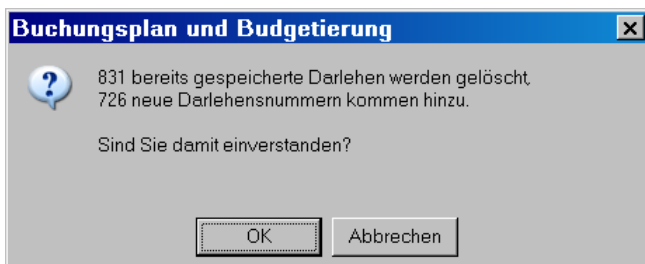 Buchungsplan und Budgetierung
831 bereits gespeicherte Darlehen werden gelöscht,
726 neue Darlehensnummern kommen hinzu.
Sind Sie damit einverstanden?
OK
Abbrechen